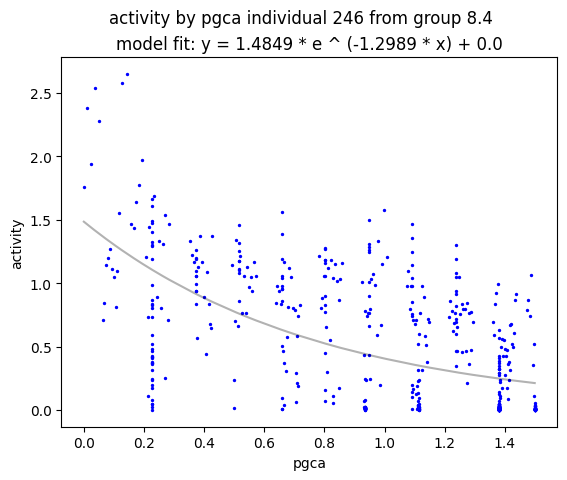 activity by pgca individual 246 from group 8.4
model fit: y = 1.4849 * e ^ (-1.2989 * x) + 0.0
activity
2.5
2.0
1.5
1.0
0.5
0.0
0.0 0.2 0.4 0.6 0.8 1.0 1.2 1.4
pgca